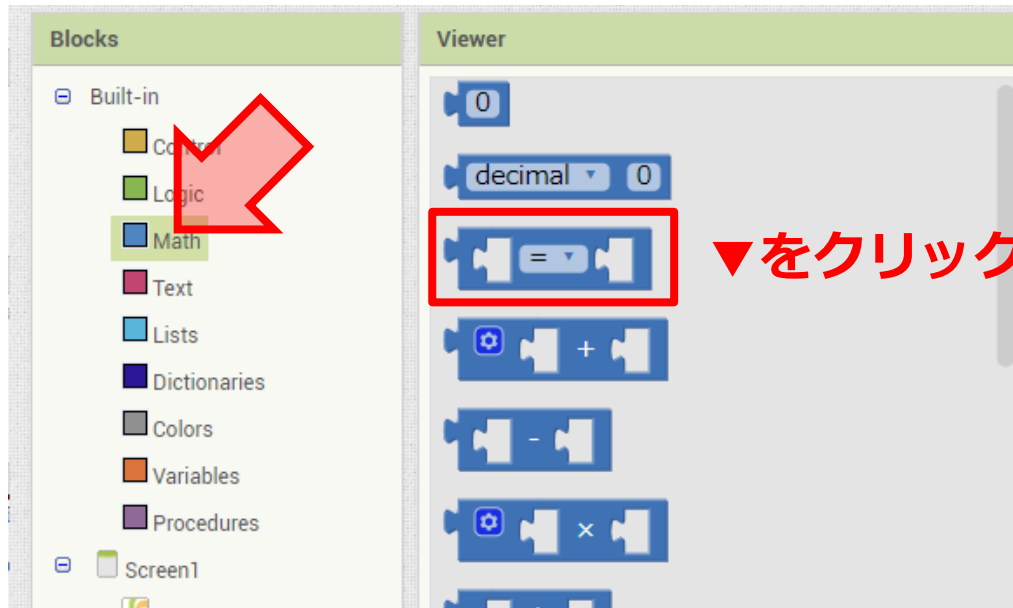 Blocks
Viewer
Built-in
Control
Logic
Math
Text
Lists
Dictionaries
Colors
Variables
Procedures
Screen1
0
decimal ▼ 0
= ▼
▼をクリック
+
-
×